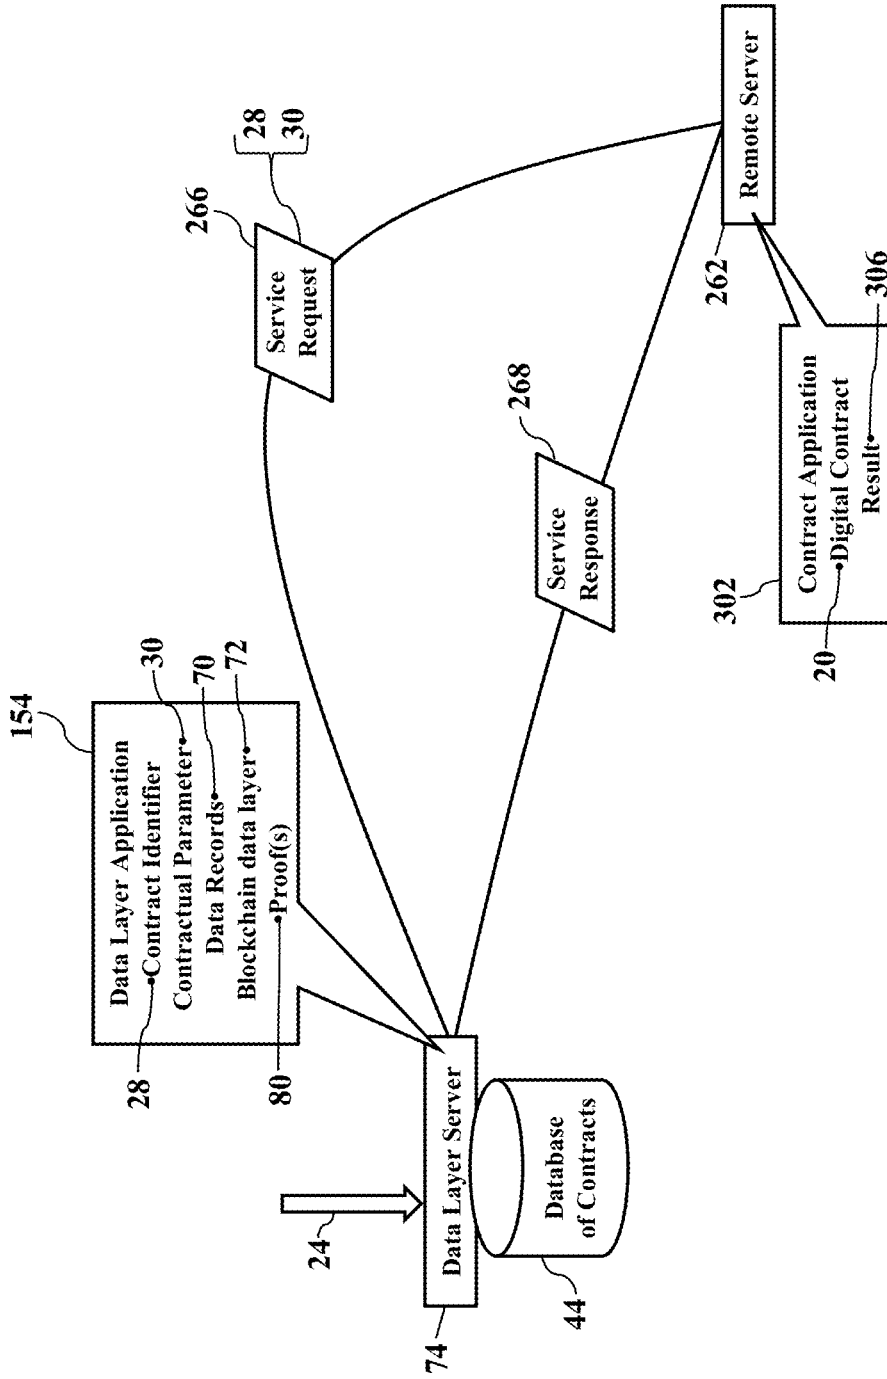 154
Data Layer Application
28 •Contract Identifier
Contractual Parameter• 30
Data Records• 70
Blockchain data layer• 72
80 •Proof(s)
24
74
Data Layer Server
44
Database
of Contracts
266
28
30
Service
Request
268
Service
Response
262
Remote Server
302
Contract Application
20 •Digital Contract
Result• 306